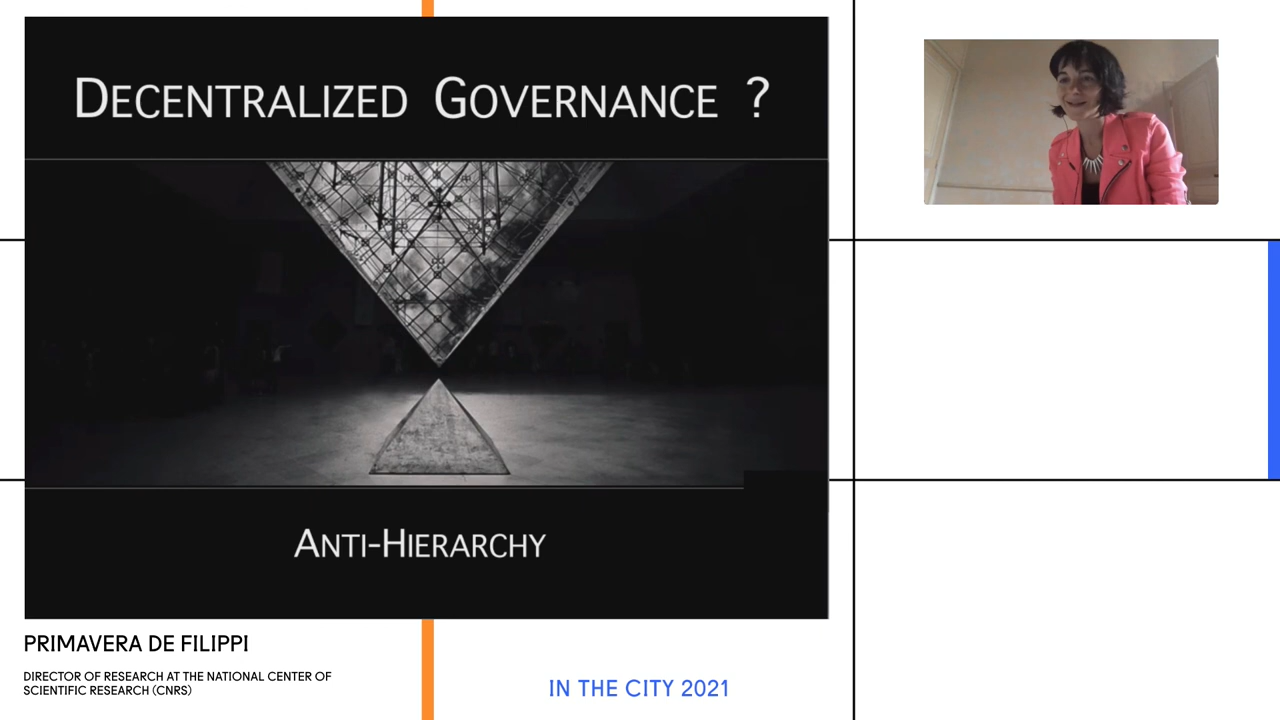 DECENTRALIZED GOVERNANCE ?
ANTI-HIERARCHY
PRIMAVERA DE FILIPPI
DIRECTOR OF RESEARCH AT THE NATIONAL CENTER OF
SCIENTIFIC RESEARCH (CNRS)
IN THE CITY 2021